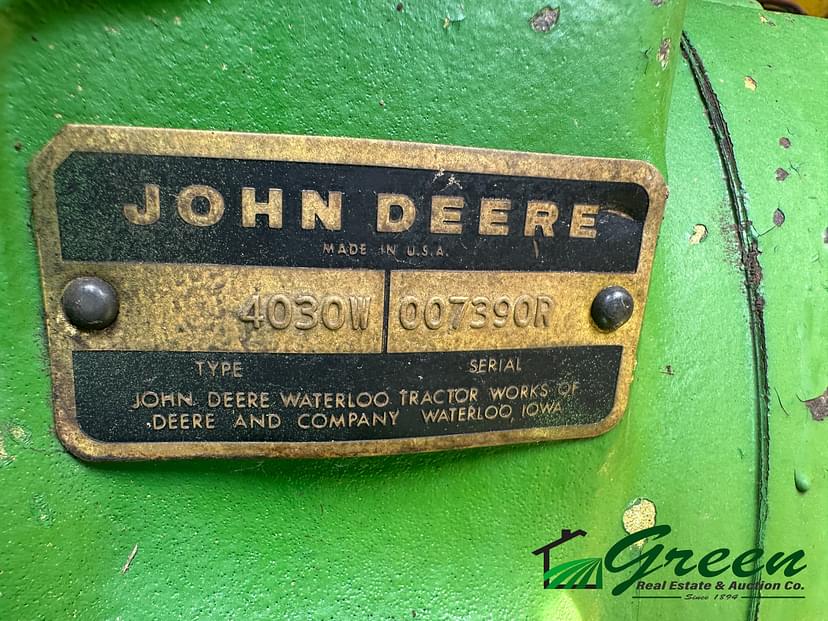 JOHN DEERE
MADE IN U.S.A.
4030W 007390R
TYPE SERIAL
JOHN DEERE WATERLOO TRACTOR WORKS OF
DEERE AND COMPANY WATERLOO, IOWA
Green
Real Estate & Auction Co.
Since 1894